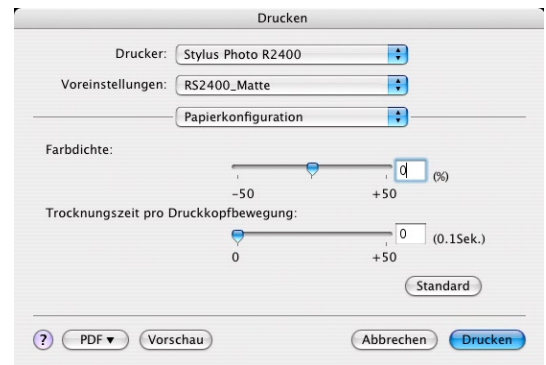 Drucken
Drucker: Stylus Photo R2400
Voreinstellungen: RS2400_Matte
Papierkonfiguration
Farbdichte:
0 (%)
-50 +50
Trocknungszeit pro Druckkopfbewegung:
0 (0.1Sek.)
0 +50
Standard
? PDF▼ Vorschau Abbrechen Drucken